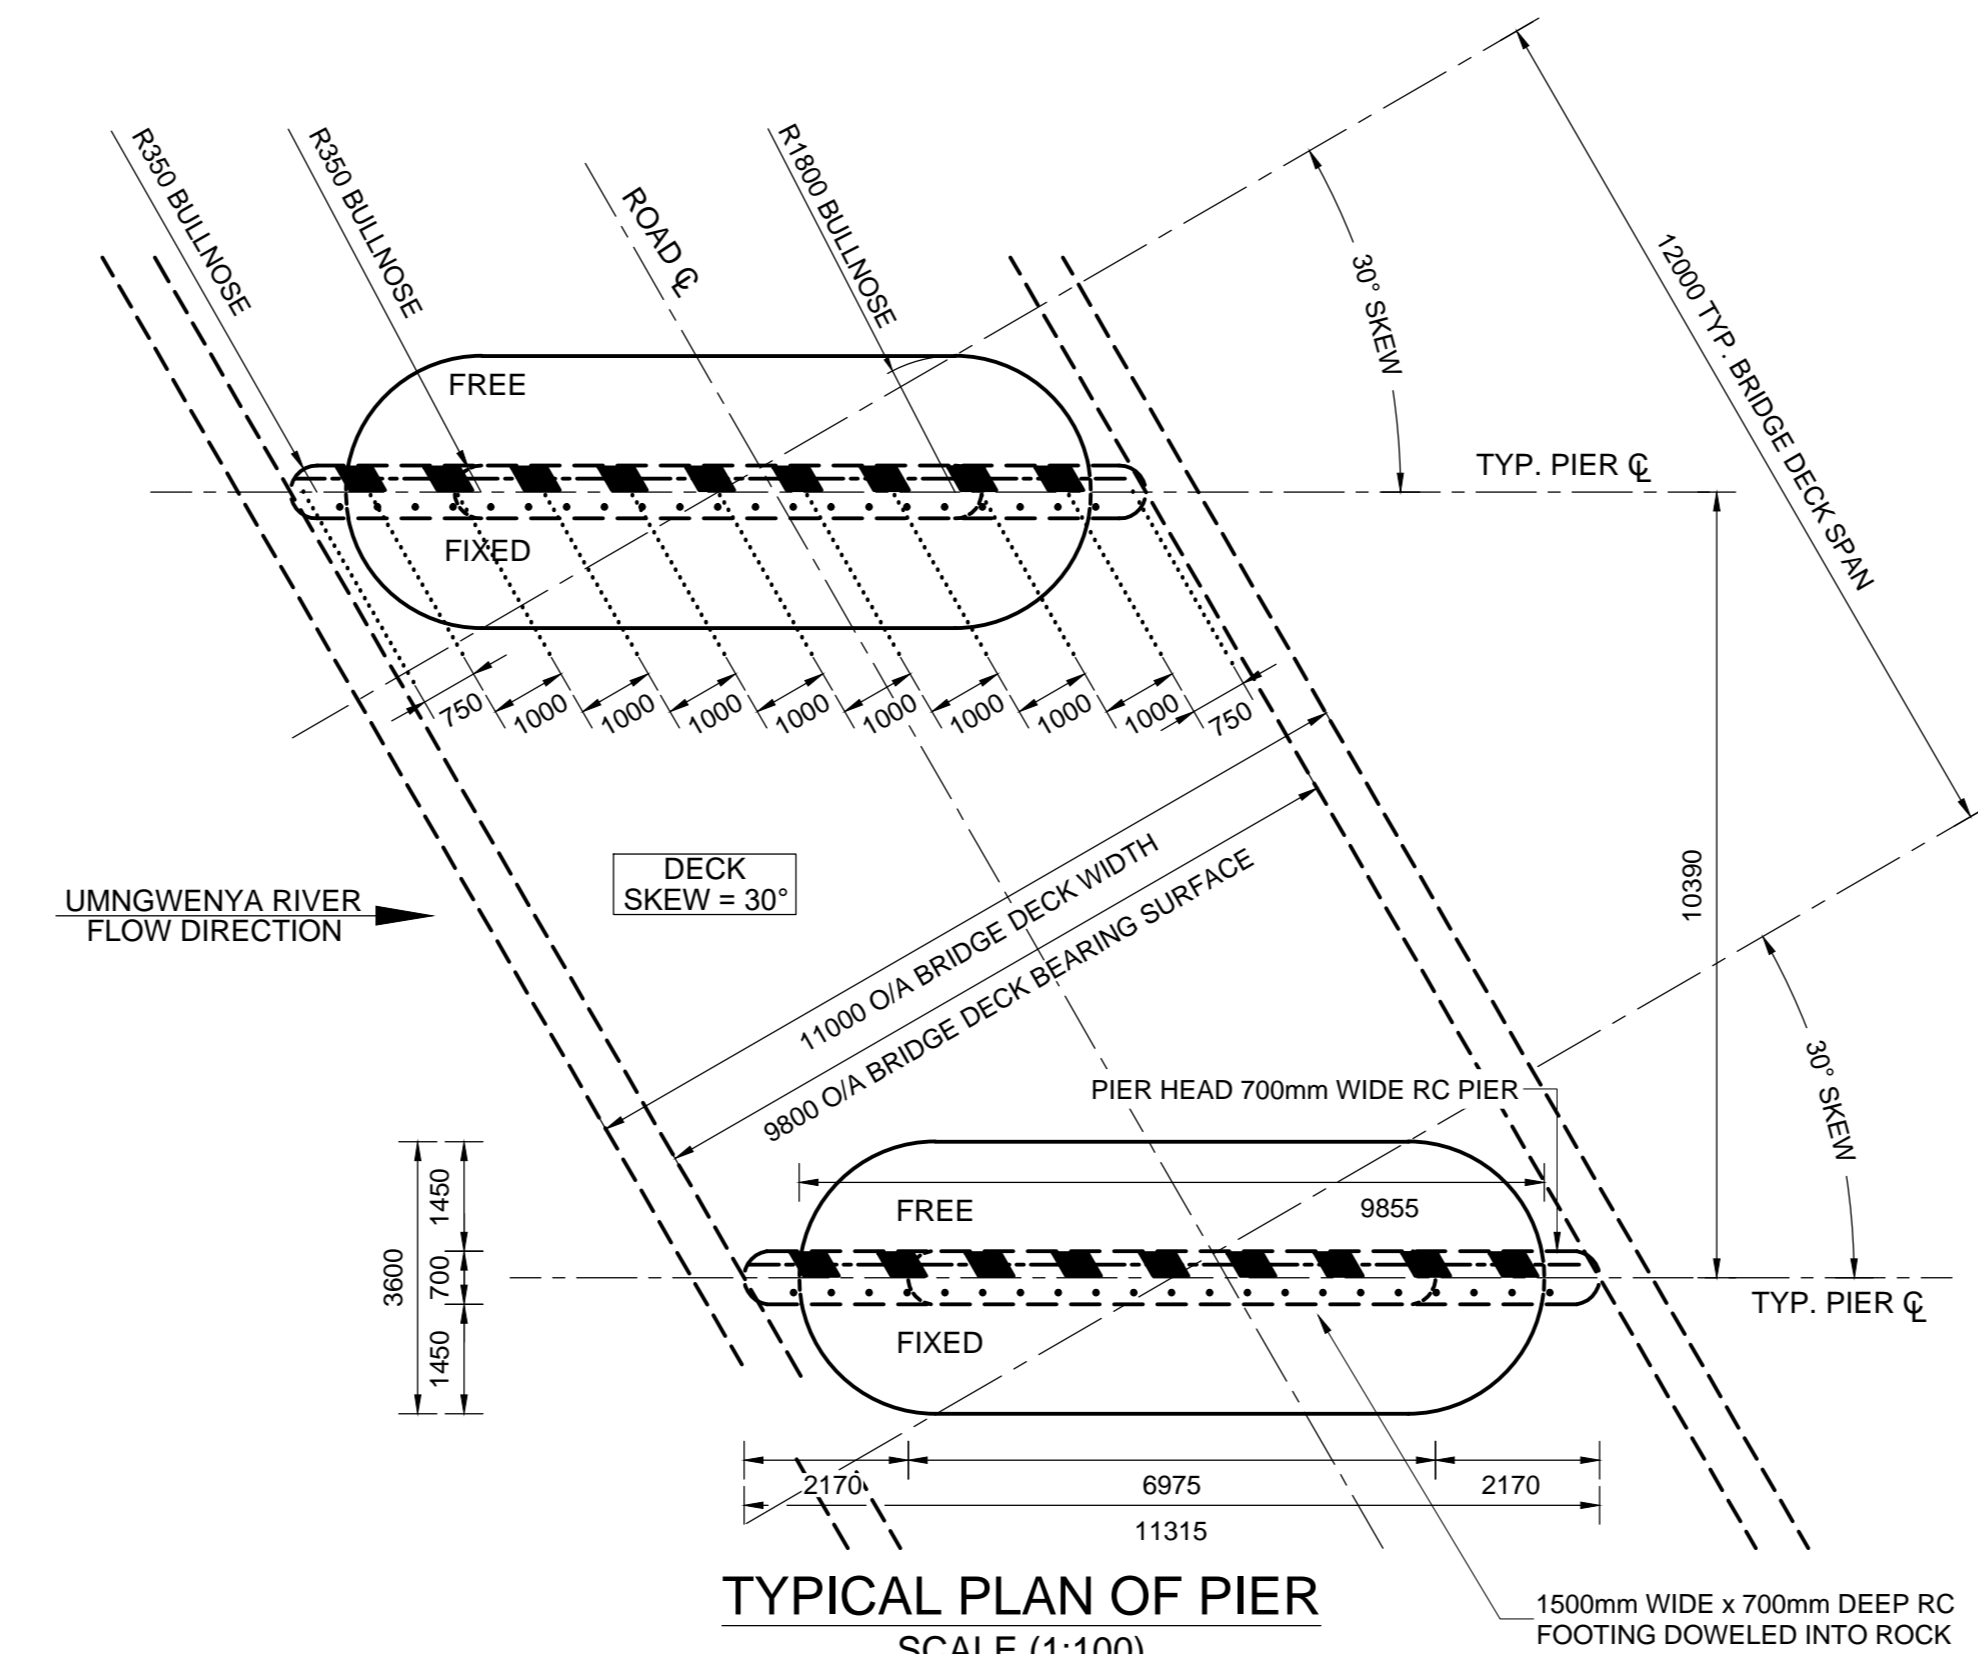 R350 BULLNOSE
R350 BULLNOSE
ROAD ℄
R1800 BULLNOSE
30° SKEW
12000 TYP. BRIDGE DECK SPAN
FREE
TYP. PIER ℄
FIXED
750
1000
1000
1000
1000
1000
1000
1000
1000
750
DECK
SKEW = 30°
UMNGWENYA RIVER
FLOW DIRECTION
11000 O/A BRIDGE DECK WIDTH
9800 O/A BRIDGE DECK BEARING SURFACE
10390
30° SKEW
PIER HEAD 700mm WIDE RC PIER
3600
1450
700
1450
FREE
9855
FIXED
TYP. PIER ℄
2170
6975
2170
11315
TYPICAL PLAN OF PIER
SCALE (1:100)
1500mm WIDE x 700mm DEEP RC
FOOTING DOWELED INTO ROCK